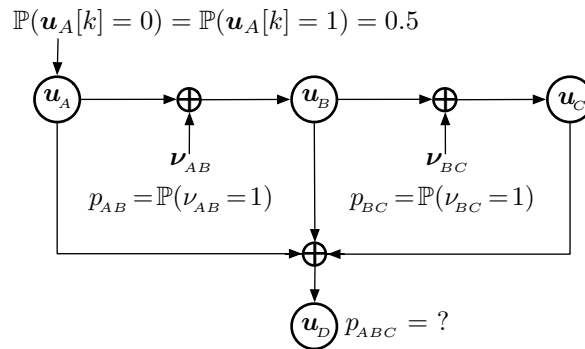 ℙ(𝒖_A[k] = 0) = ℙ(𝒖_A[k] = 1) = 0.5
𝒖_A 𝒖_B 𝒖_C
𝝂_AB 𝝂_BC
p_AB = ℙ(ν_AB = 1) p_BC = ℙ(ν_BC = 1)
𝒖_D p_ABC = ?